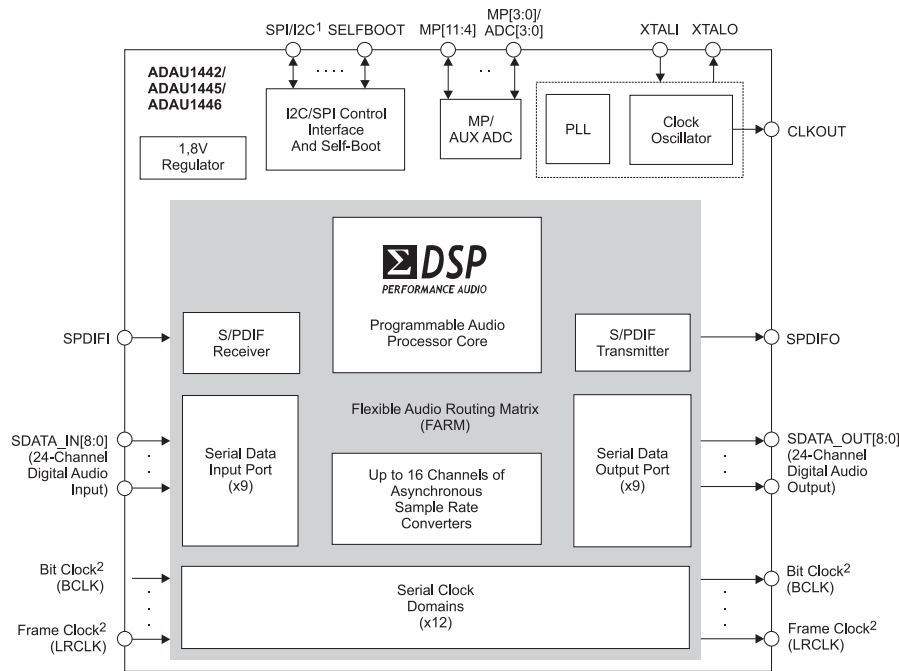 SPI/I2C1 SELFBOOT MP[11:4] MP[3:0]/
ADC[3:0] XTALI XTALO
ADAU1442/
ADAU1445/
ADAU1446
1,8V
Regulator
I2C/SPI Control
Interface
And Self-Boot
MP/
AUX ADC
PLL
Clock
Oscillator
CLKOUT
ΣDSP
PERFORMANCE AUDIO
Programmable Audio
Processor Core
SPDIFI
S/PDIF
Receiver
S/PDIF
Transmitter
SPDIFO
Flexible Audio Routing Matrix
(FARM)
SDATA_IN[8:0]
(24-Channel
Digital Audio
Input)
Serial Data
Input Port
(x9)
Up to 16 Channels of
Asynchronous
Sample Rate
Converters
Serial Data
Output Port
(x9)
SDATA_OUT[8:0]
(24-Channel
Digital Audio
Output)
Bit Clock2
(BCLK)
Frame Clock2
(LRCLK)
Serial Clock
Domains
(x12)
Bit Clock2
(BCLK)
Frame Clock2
(LRCLK)